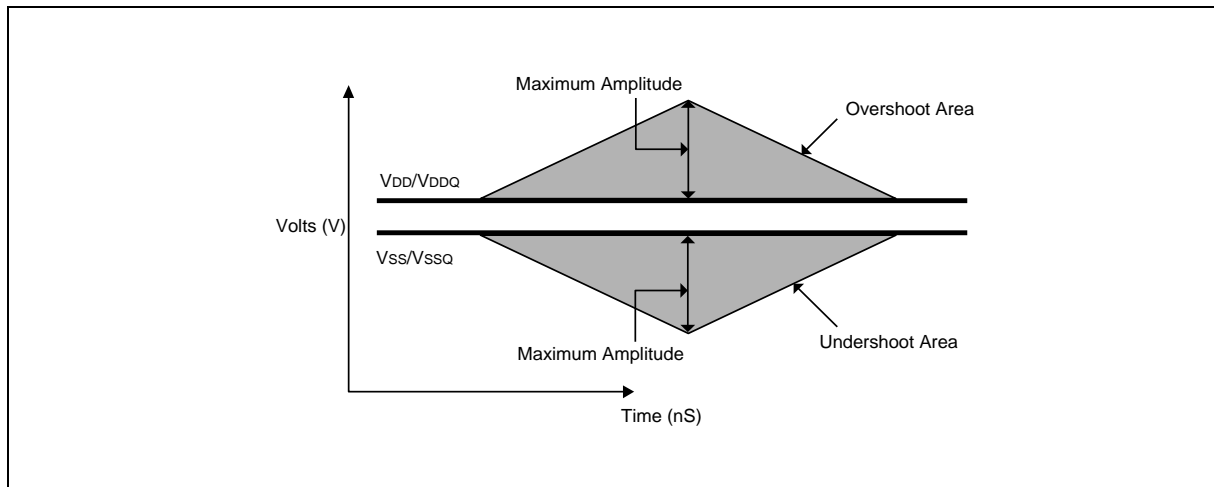 Maximum Amplitude
Overshoot Area
VDD/VDDQ
Volts (V)
VSS/VSSQ
Maximum Amplitude
Undershoot Area
Time (nS)